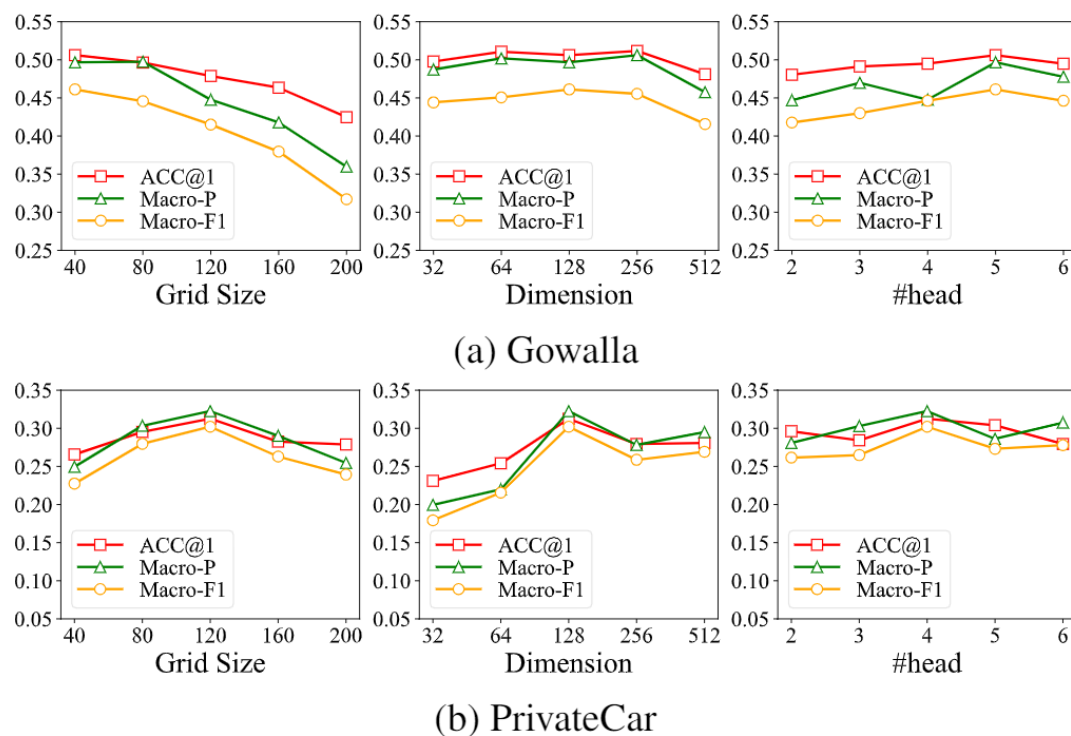 0.55
0.50
0.45
0.40
0.35
0.30
0.25
ACC@1
Macro-P
Macro-F1
40 80 120 160 200
Grid Size
0.55
0.50
0.45
0.40
0.35
0.30
0.25
ACC@1
Macro-P
Macro-F1
32 64 128 256 512
Dimension
0.55
0.50
0.45
0.40
0.35
0.30
0.25
ACC@1
Macro-P
Macro-F1
2 3 4 5 6
#head
(a) Gowalla
0.35
0.30
0.25
0.20
0.15
0.10
0.05
ACC@1
Macro-P
Macro-F1
40 80 120 160 200
Grid Size
0.35
0.30
0.25
0.20
0.15
0.10
0.05
ACC@1
Macro-P
Macro-F1
32 64 128 256 512
Dimension
0.35
0.30
0.25
0.20
0.15
0.10
0.05
ACC@1
Macro-P
Macro-F1
2 3 4 5 6
#head
(b) PrivateCar